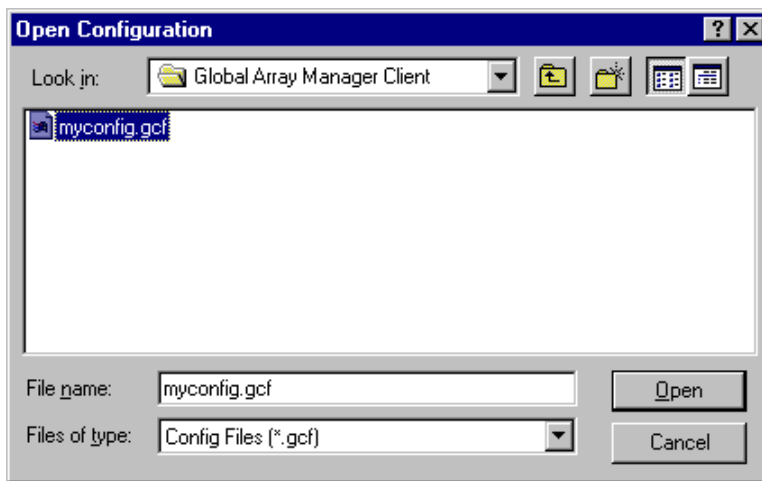 Open Configuration
Look in: Global Array Manager Client
myconfig.gcf
File name: myconfig.gcf Open
Files of type: Config Files (*.gcf) Cancel